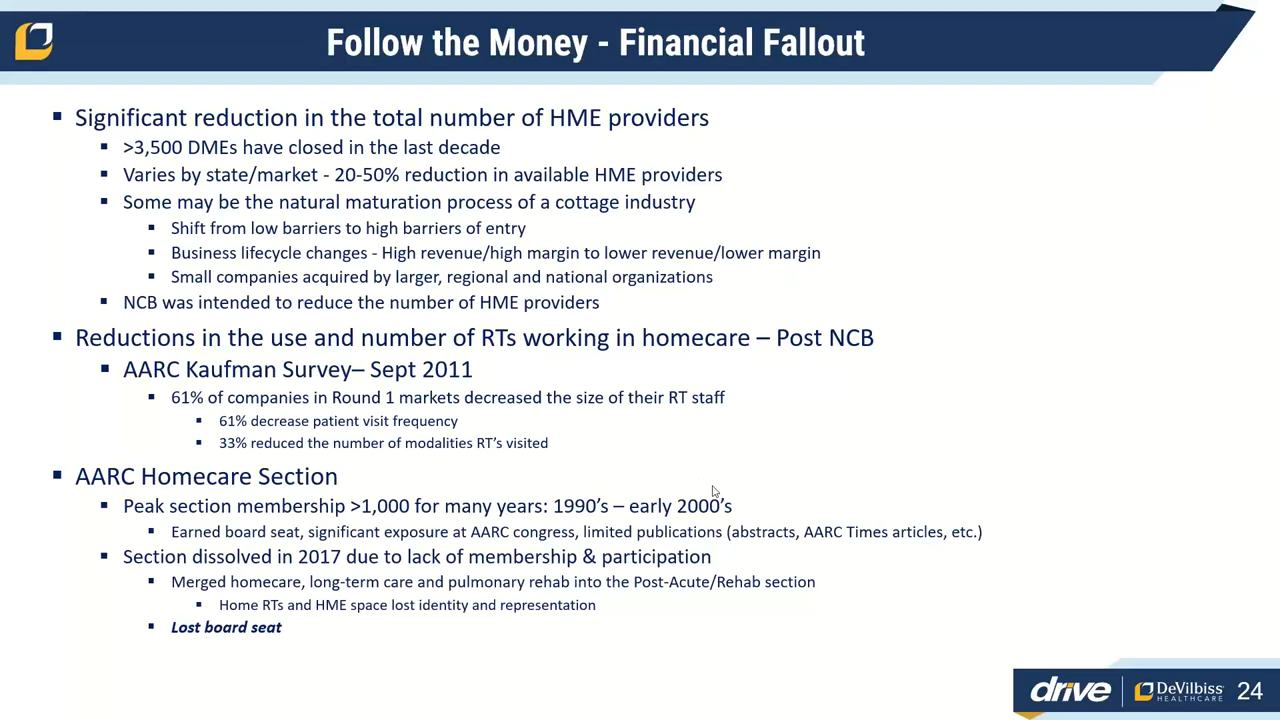 Follow the Money - Financial Fallout
▪ Significant reduction in the total number of HME providers
▪ >3,500 DMEs have closed in the last decade
▪ Varies by state/market - 20-50% reduction in available HME providers
▪ Some may be the natural maturation process of a cottage industry
▪ Shift from low barriers to high barriers of entry
▪ Business lifecycle changes - High revenue/high margin to lower revenue/lower margin
▪ Small companies acquired by larger, regional and national organizations
▪ NCB was intended to reduce the number of HME providers
▪ Reductions in the use and number of RTs working in homecare – Post NCB
▪ AARC Kaufman Survey– Sept 2011
▪ 61% of companies in Round 1 markets decreased the size of their RT staff
▪ 61% decrease patient visit frequency
▪ 33% reduced the number of modalities RT's visited
▪ AARC Homecare Section
▪ Peak section membership >1,000 for many years: 1990's – early 2000's
▪ Earned board seat, significant exposure at AARC congress, limited publications (abstracts, AARC Times articles, etc.)
▪ Section dissolved in 2017 due to lack of membership & participation
▪ Merged homecare, long-term care and pulmonary rehab into the Post-Acute/Rehab section
▪ Home RTs and HME space lost identity and representation
▪ Lost board seat
drive | DeVilbiss HEALTHCARE 24